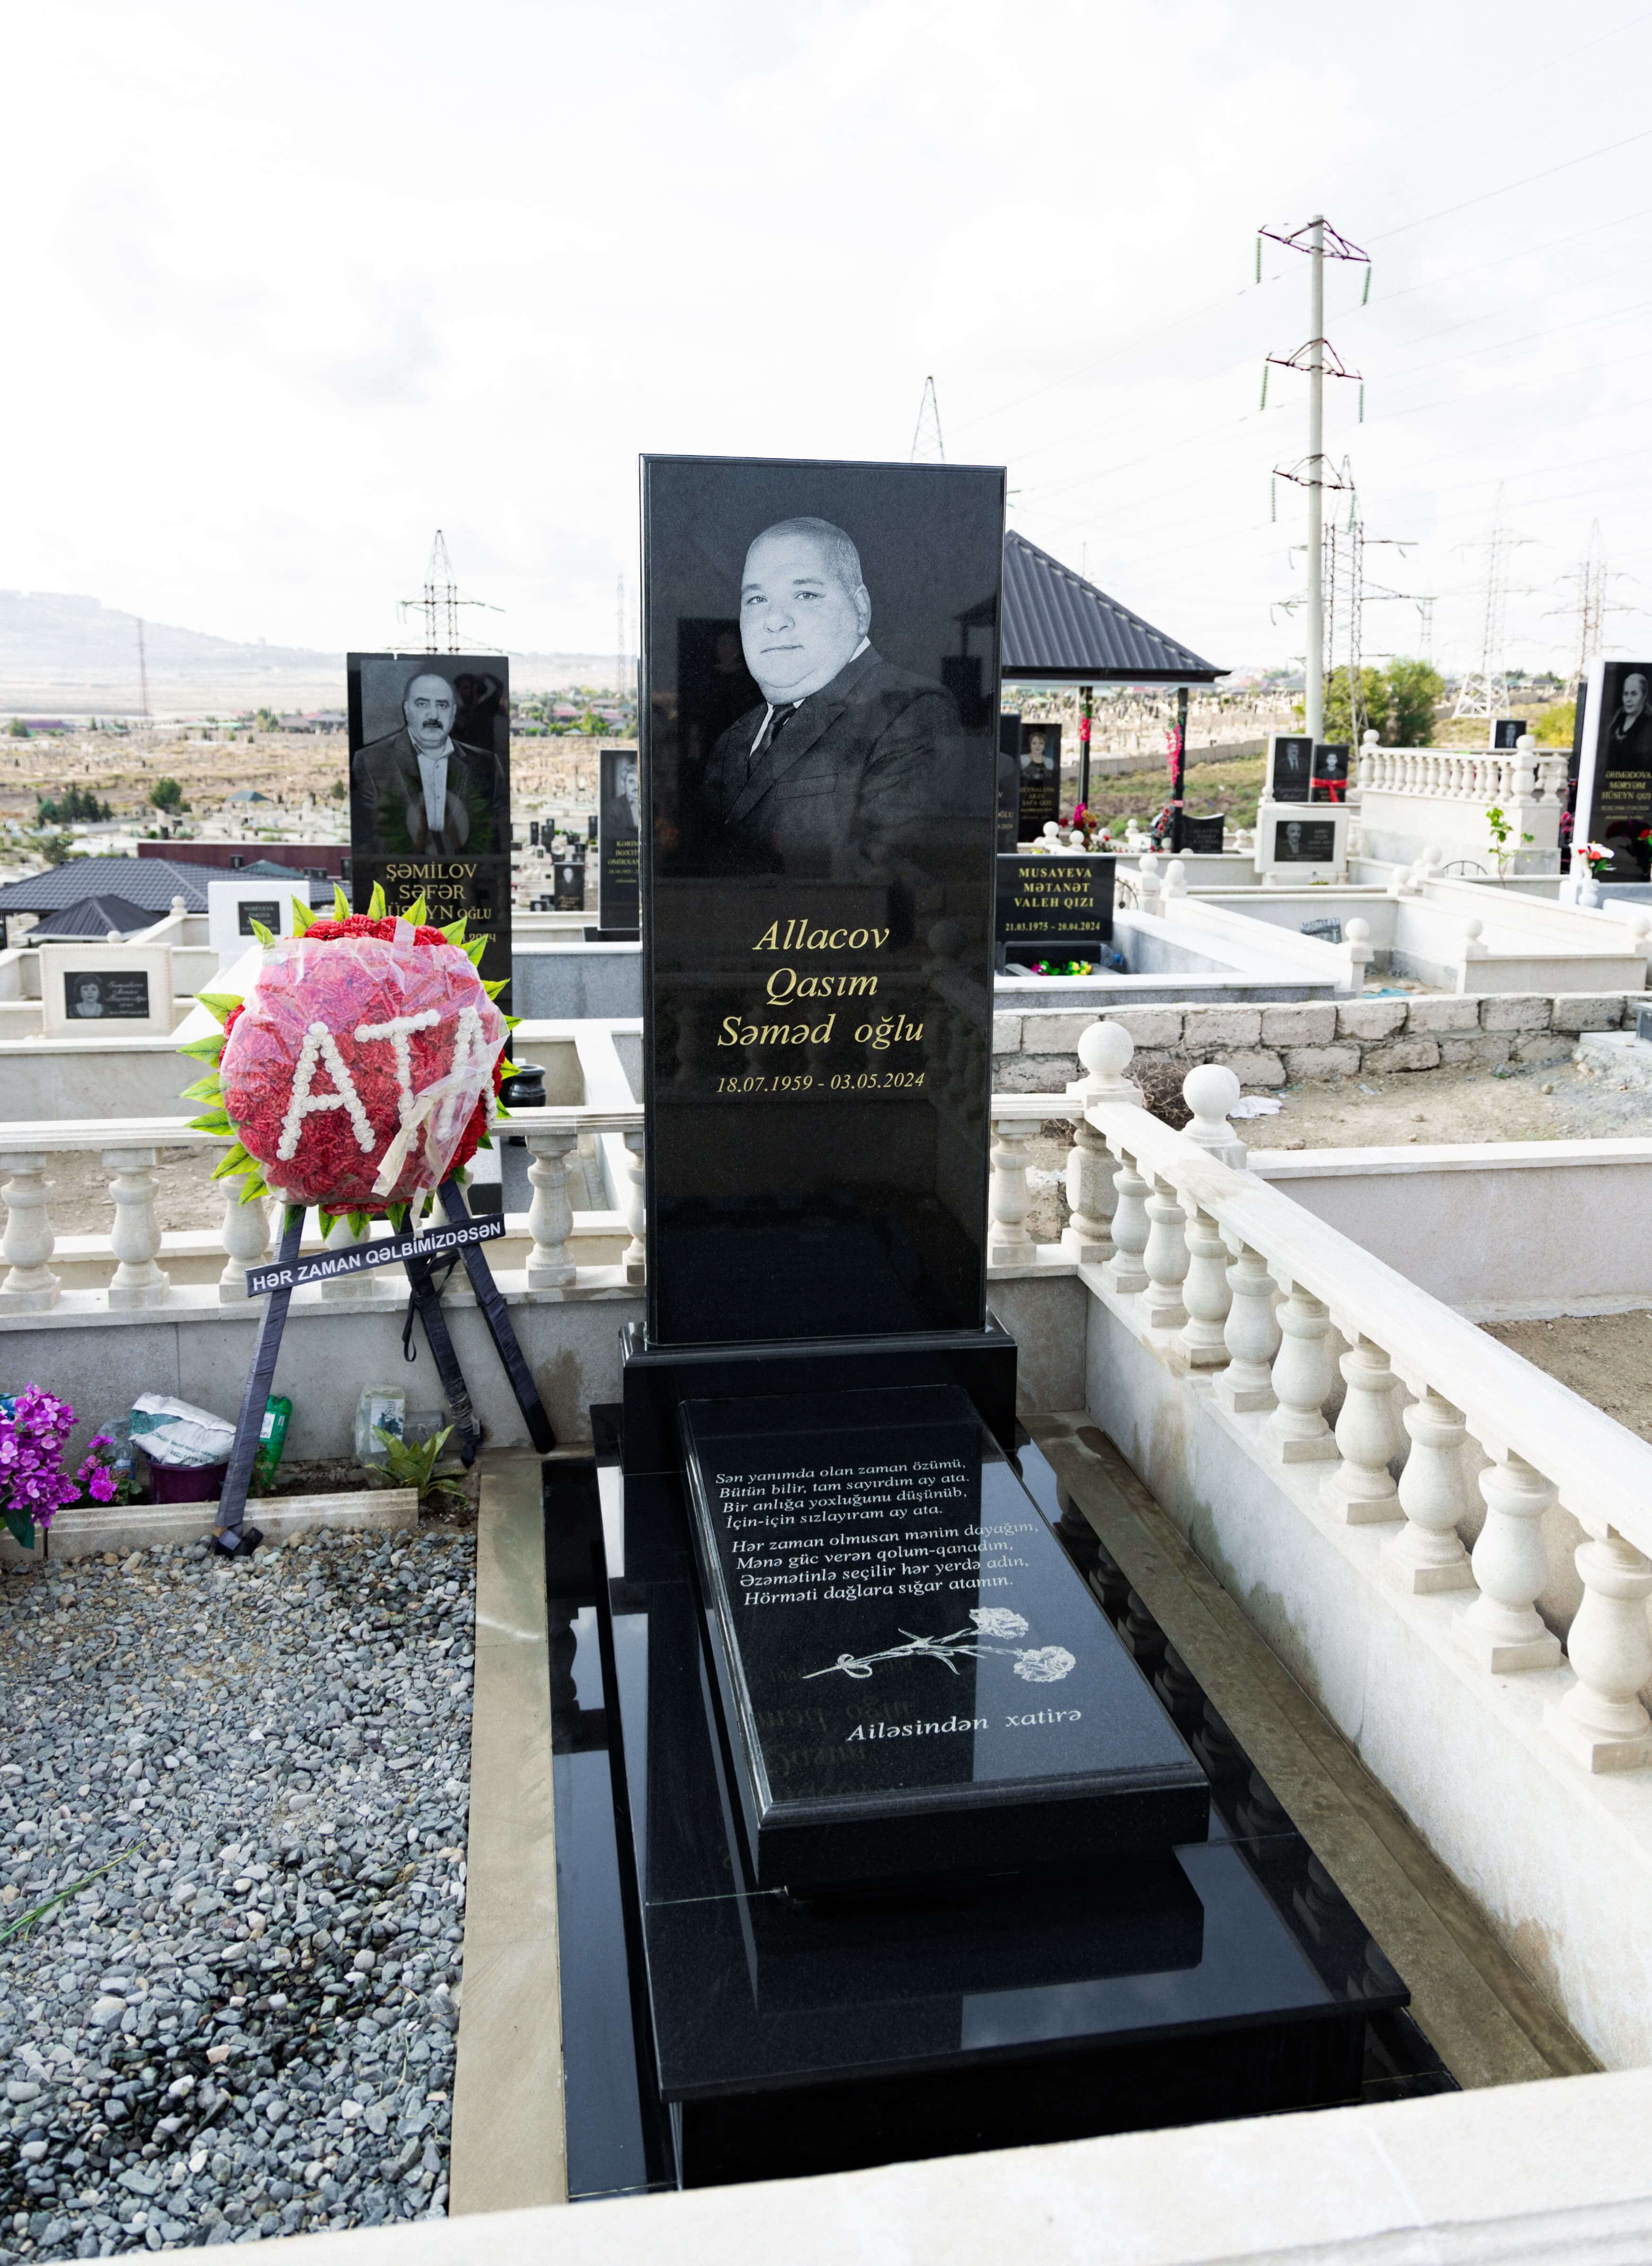 Allacov
Qasım
Səməd oğlu
18.07.1959 - 03.05.2024
Sən yanımda olan zaman özümü,
Bütün bilir, tam sayırdım ay ata.
Bir anlığa yoxluğunu düşünüb,
İçin-için sızlayıram ay ata.
Hər zaman olmusan mənim dayağım,
Mənə güc verən qolum-qanadım,
Əzəmətinlə seçilir hər yerdə adın,
Hörməti dağlara sığar atamın.
Ailəsindən xatirə
ATA
HƏR ZAMAN QƏLBİMİZDƏSƏN
ŞƏMİLOV
SƏFƏR
HÜSEYN OĞLU
MUSAYEVA
MƏTANƏT
VALEH QIZI
21.03.1975 - 20.04.2024
ƏHMƏDOVA
MƏRYƏM
HÜSEYN QIZI